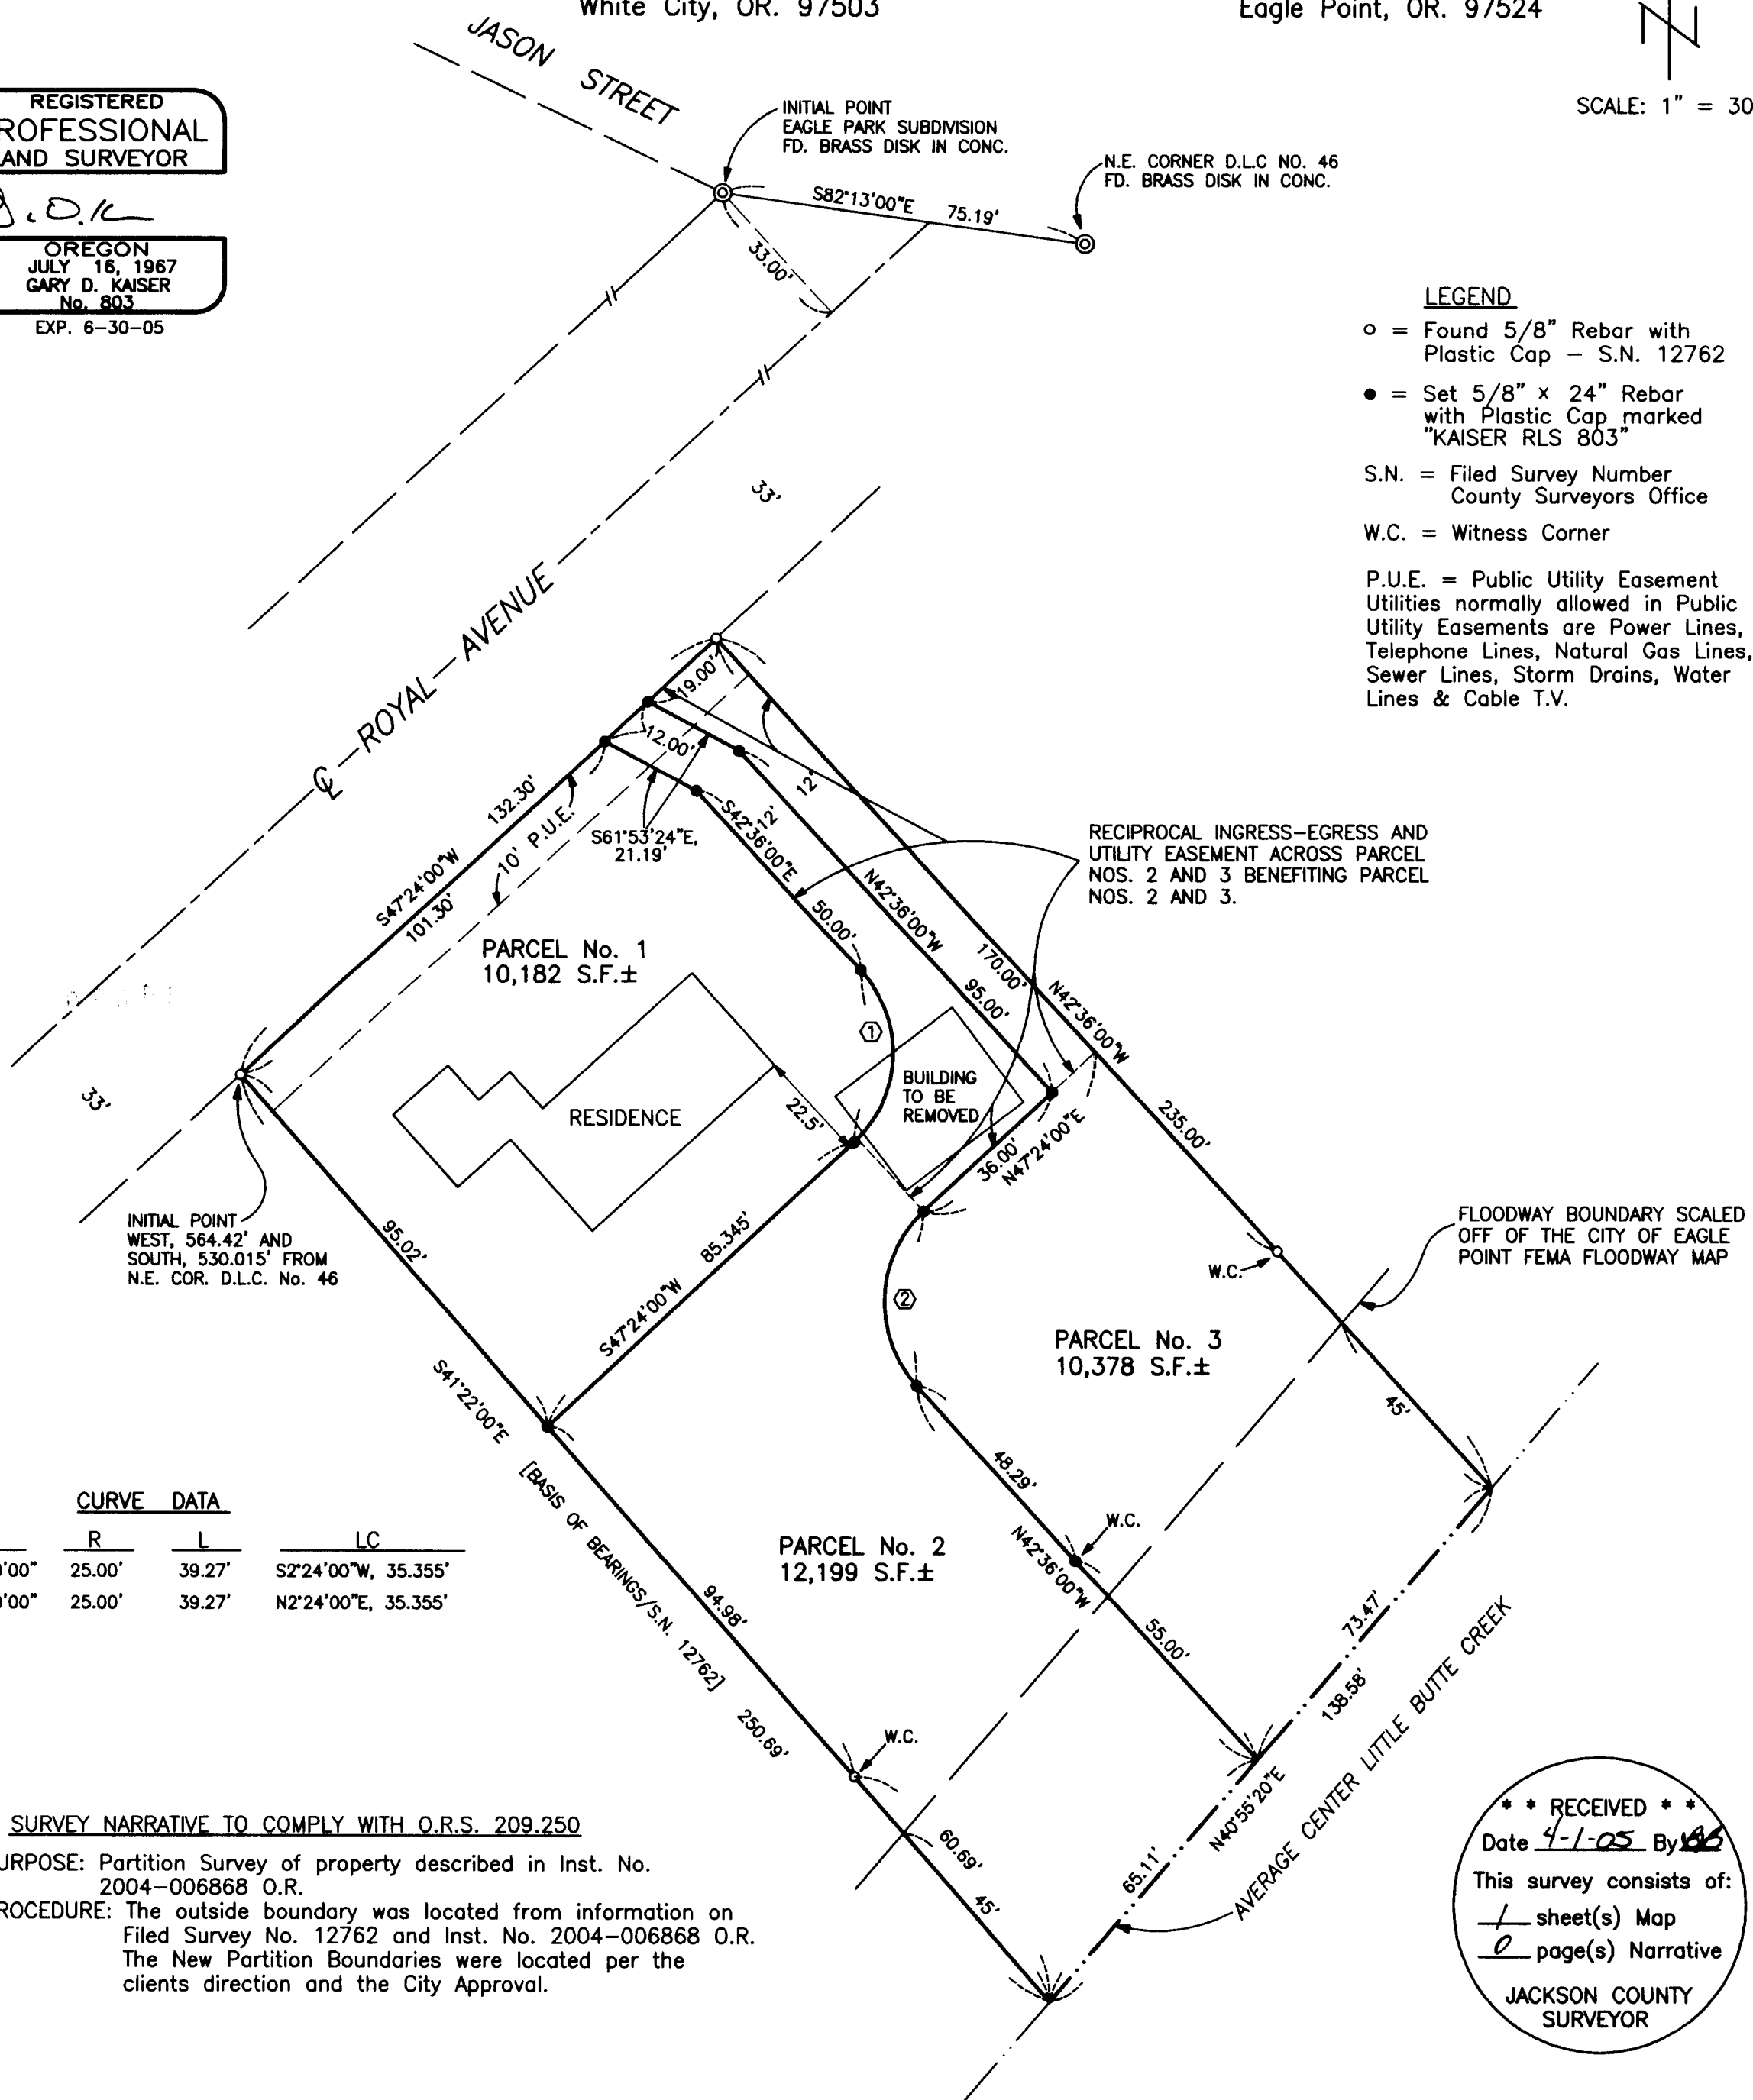 White City, OR. 97503
Eagle Point, OR. 97524
N
SCALE: 1" = 30
JASON STREET
REGISTERED
ROFESSIONAL
AND SURVEYOR
OREGON
JULY 16, 1967
GARY D. KAISER
No. 803
EXP. 6-30-05
INITIAL POINT
EAGLE PARK SUBDIVISION
FD. BRASS DISK IN CONC.
N.E. CORNER D.L.C NO. 46
FD. BRASS DISK IN CONC.
S82°13'00"E 75.19'
33.00'
LEGEND
○ = Found 5/8" Rebar with
Plastic Cap – S.N. 12762
● = Set 5/8" × 24" Rebar
with Plastic Cap marked
"KAISER RLS 803"
S.N. = Filed Survey Number
County Surveyors Office
W.C. = Witness Corner
P.U.E. = Public Utility Easement
Utilities normally allowed in Public
Utility Easements are Power Lines,
Telephone Lines, Natural Gas Lines,
Sewer Lines, Storm Drains, Water
Lines & Cable T.V.
33'
℄ ROYAL AVENUE
19.00'
12.00'
132.30'
10' P.U.E.
S61°53'24"E,
21.19'
12'
12'
S42°36'00"E
50.00'
N42°36'00"W
95.00'
170.00'
N42°36'00"W
235.00'
RECIPROCAL INGRESS-EGRESS AND
UTILITY EASEMENT ACROSS PARCEL
NOS. 2 AND 3 BENEFITING PARCEL
NOS. 2 AND 3.
S47°24'00"W
101.30'
PARCEL No. 1
10,182 S.F.±
1
BUILDING
TO BE
REMOVED
RESIDENCE
22.5'
36.00'
N47°24'00"E
33'
INITIAL POINT
WEST, 564.42' AND
SOUTH, 530.015' FROM
N.E. COR. D.L.C. No. 46
95.02'
85.345'
S47°24'00"W
2
W.C.
FLOODWAY BOUNDARY SCALED
OFF OF THE CITY OF EAGLE
POINT FEMA FLOODWAY MAP
PARCEL No. 3
10,378 S.F.±
45'
S41°22'00"E [BASIS OF BEARINGS/S.N. 12762] 250.69'
48.29'
W.C.
N42°36'00"W
55.00'
PARCEL No. 2
12,199 S.F.±
94.98'
CURVE DATA
R L LC
0'00" 25.00' 39.27' S2°24'00"W, 35.355'
0'00" 25.00' 39.27' N2°24'00"E, 35.355'
73.47'
138.58'
N40°55'20"E
65.11'
AVERAGE CENTER LITTLE BUTTE CREEK
W.C.
60.69'
45'
SURVEY NARRATIVE TO COMPLY WITH O.R.S. 209.250
URPOSE: Partition Survey of property described in Inst. No.
2004-006868 O.R.
ROCEDURE: The outside boundary was located from information on
Filed Survey No. 12762 and Inst. No. 2004-006868 O.R.
The New Partition Boundaries were located per the
clients direction and the City Approval.
* * RECEIVED * *
Date 4-1-05 By
This survey consists of:
1 sheet(s) Map
0 page(s) Narrative
JACKSON COUNTY
SURVEYOR